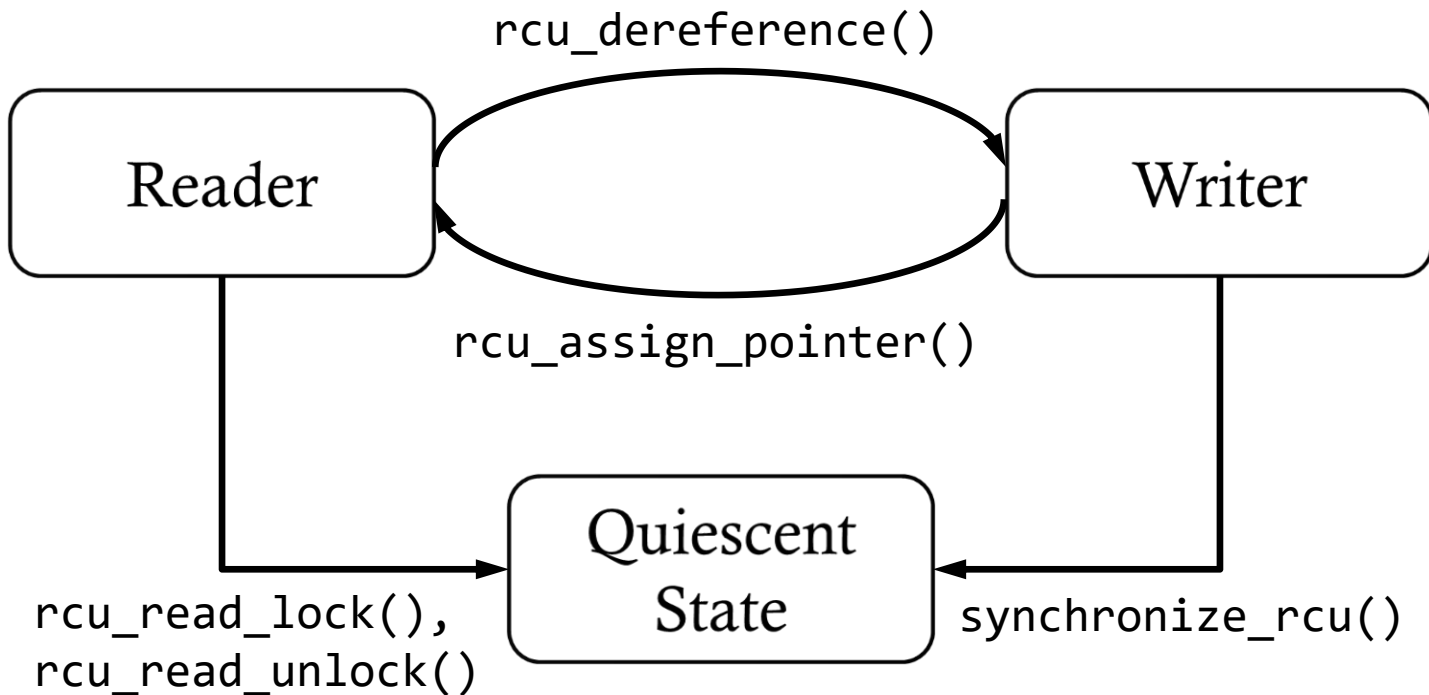 rcu_dereference()
Reader
Writer
rcu_assign_pointer()
Quiescent
State
rcu_read_lock(),
rcu_read_unlock()
synchronize_rcu()